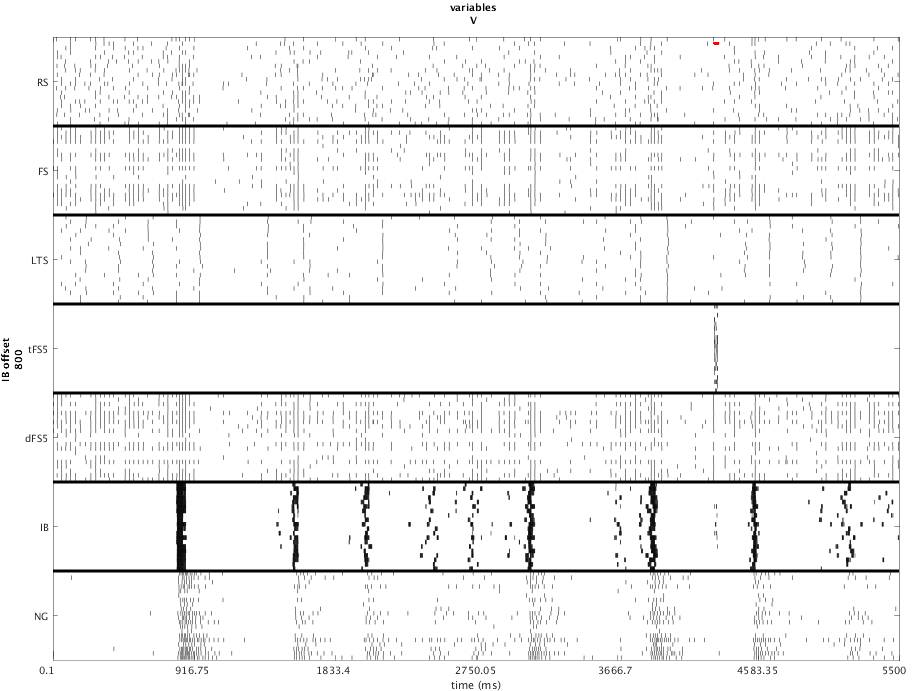 variables
V
RS
FS
LTS
IB offset
800
tFS5
dFS5
IB
NG
0.1
916.75
1833.4
2750.05
3666.7
4583.35
5500
time (ms)